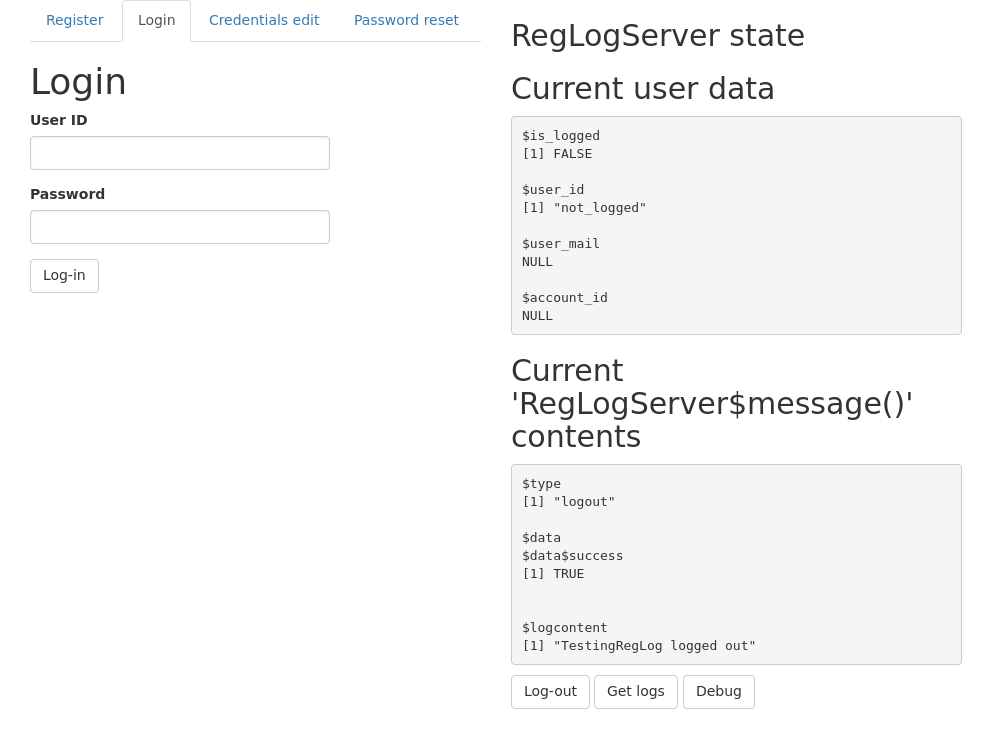 Register Login Credentials edit Password reset
Login
User ID
Password
Log-in
RegLogServer state
Current user data
$is_logged
[1] FALSE
$user_id
[1] "not_logged"
$user_mail
NULL
$account_id
NULL
Current
'RegLogServer$message()'
contents
$type
[1] "logout"
$data
$data$success
[1] TRUE
$logcontent
[1] "TestingRegLog logged out"
Log-out Get logs Debug